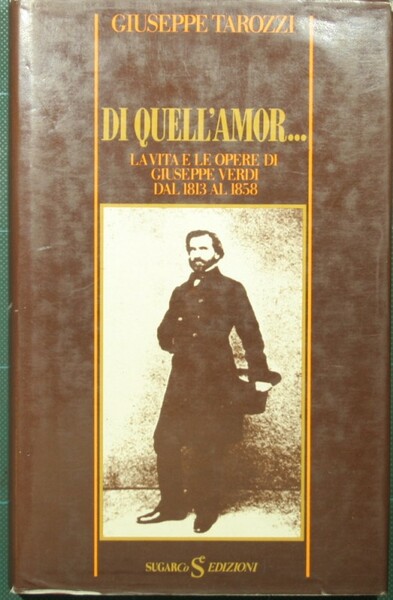 GIUSEPPE TAROZZI
DI QUELL'AMOR...
LA VITA E LE OPERE DI
GIUSEPPE VERDI
DAL 1813 AL 1858
SUGARCo S EDIZIONI